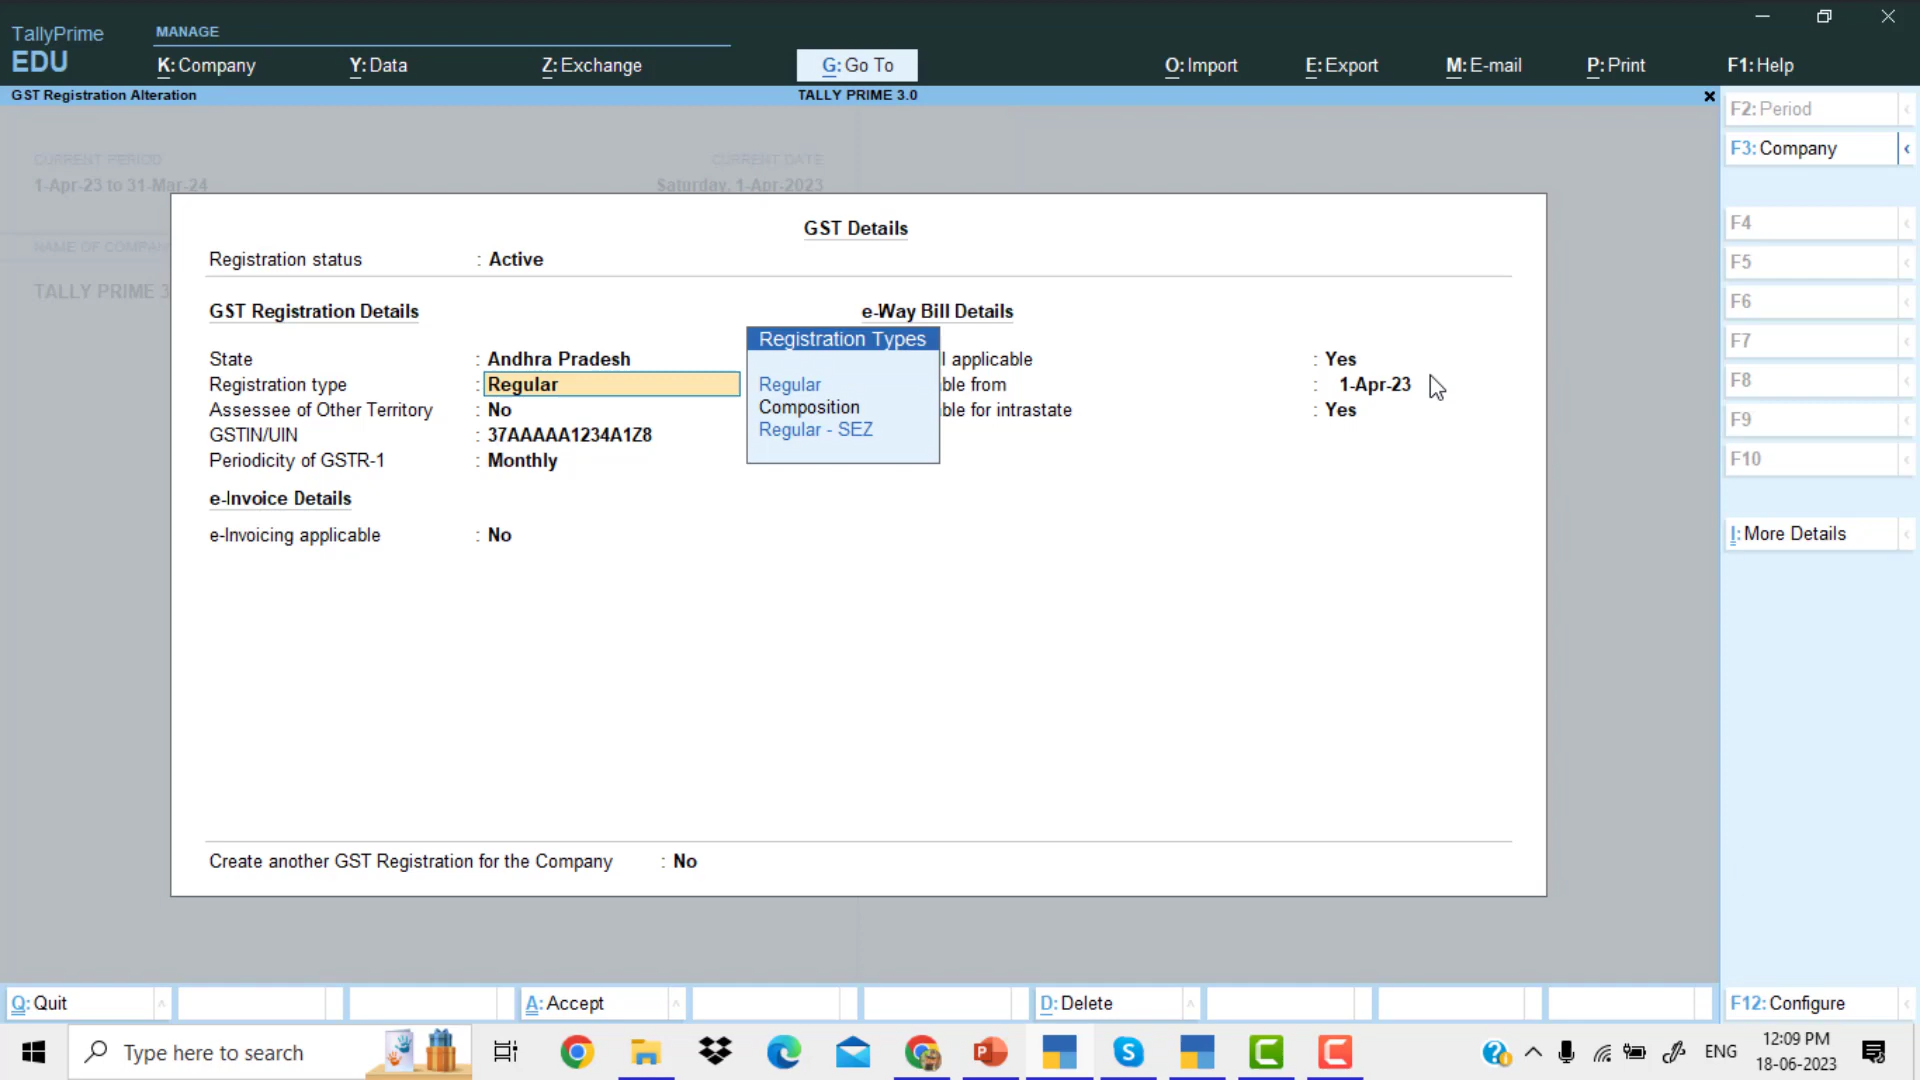 TallyPrime
EDU
MANAGE
K: Company
Y: Data
Z: Exchange
G: Go To
O: Import
E: Export
M: E-mail
P: Print
F1: Help
GST Registration Alteration
TALLY PRIME 3.0
CURRENT PERIOD
1-Apr-23 to 31-Mar-24
CURRENT DATE
Saturday, 1-Apr-2023
NAME OF COMPAN
TALLY PRIME 3
GST Details
Registration status : Active
GST Registration Details
State : Andhra Pradesh
Registration type : Regular
Assessee of Other Territory : No
GSTIN/UIN : 37AAAAA1234A1Z8
Periodicity of GSTR-1 : Monthly
e-Invoice Details
e-Invoicing applicable : No
Registration Types
Regular
Composition
Regular - SEZ
e-Way Bill Details
l applicable : Yes
ble from : 1-Apr-23
ble for intrastate : Yes
Create another GST Registration for the Company : No
F2: Period
F3: Company
F4
F5
F6
F7
F8
F9
F10
I: More Details
F12: Configure
Q: Quit
A: Accept
D: Delete
Type here to search
ENG
12:09 PM
18-06-2023